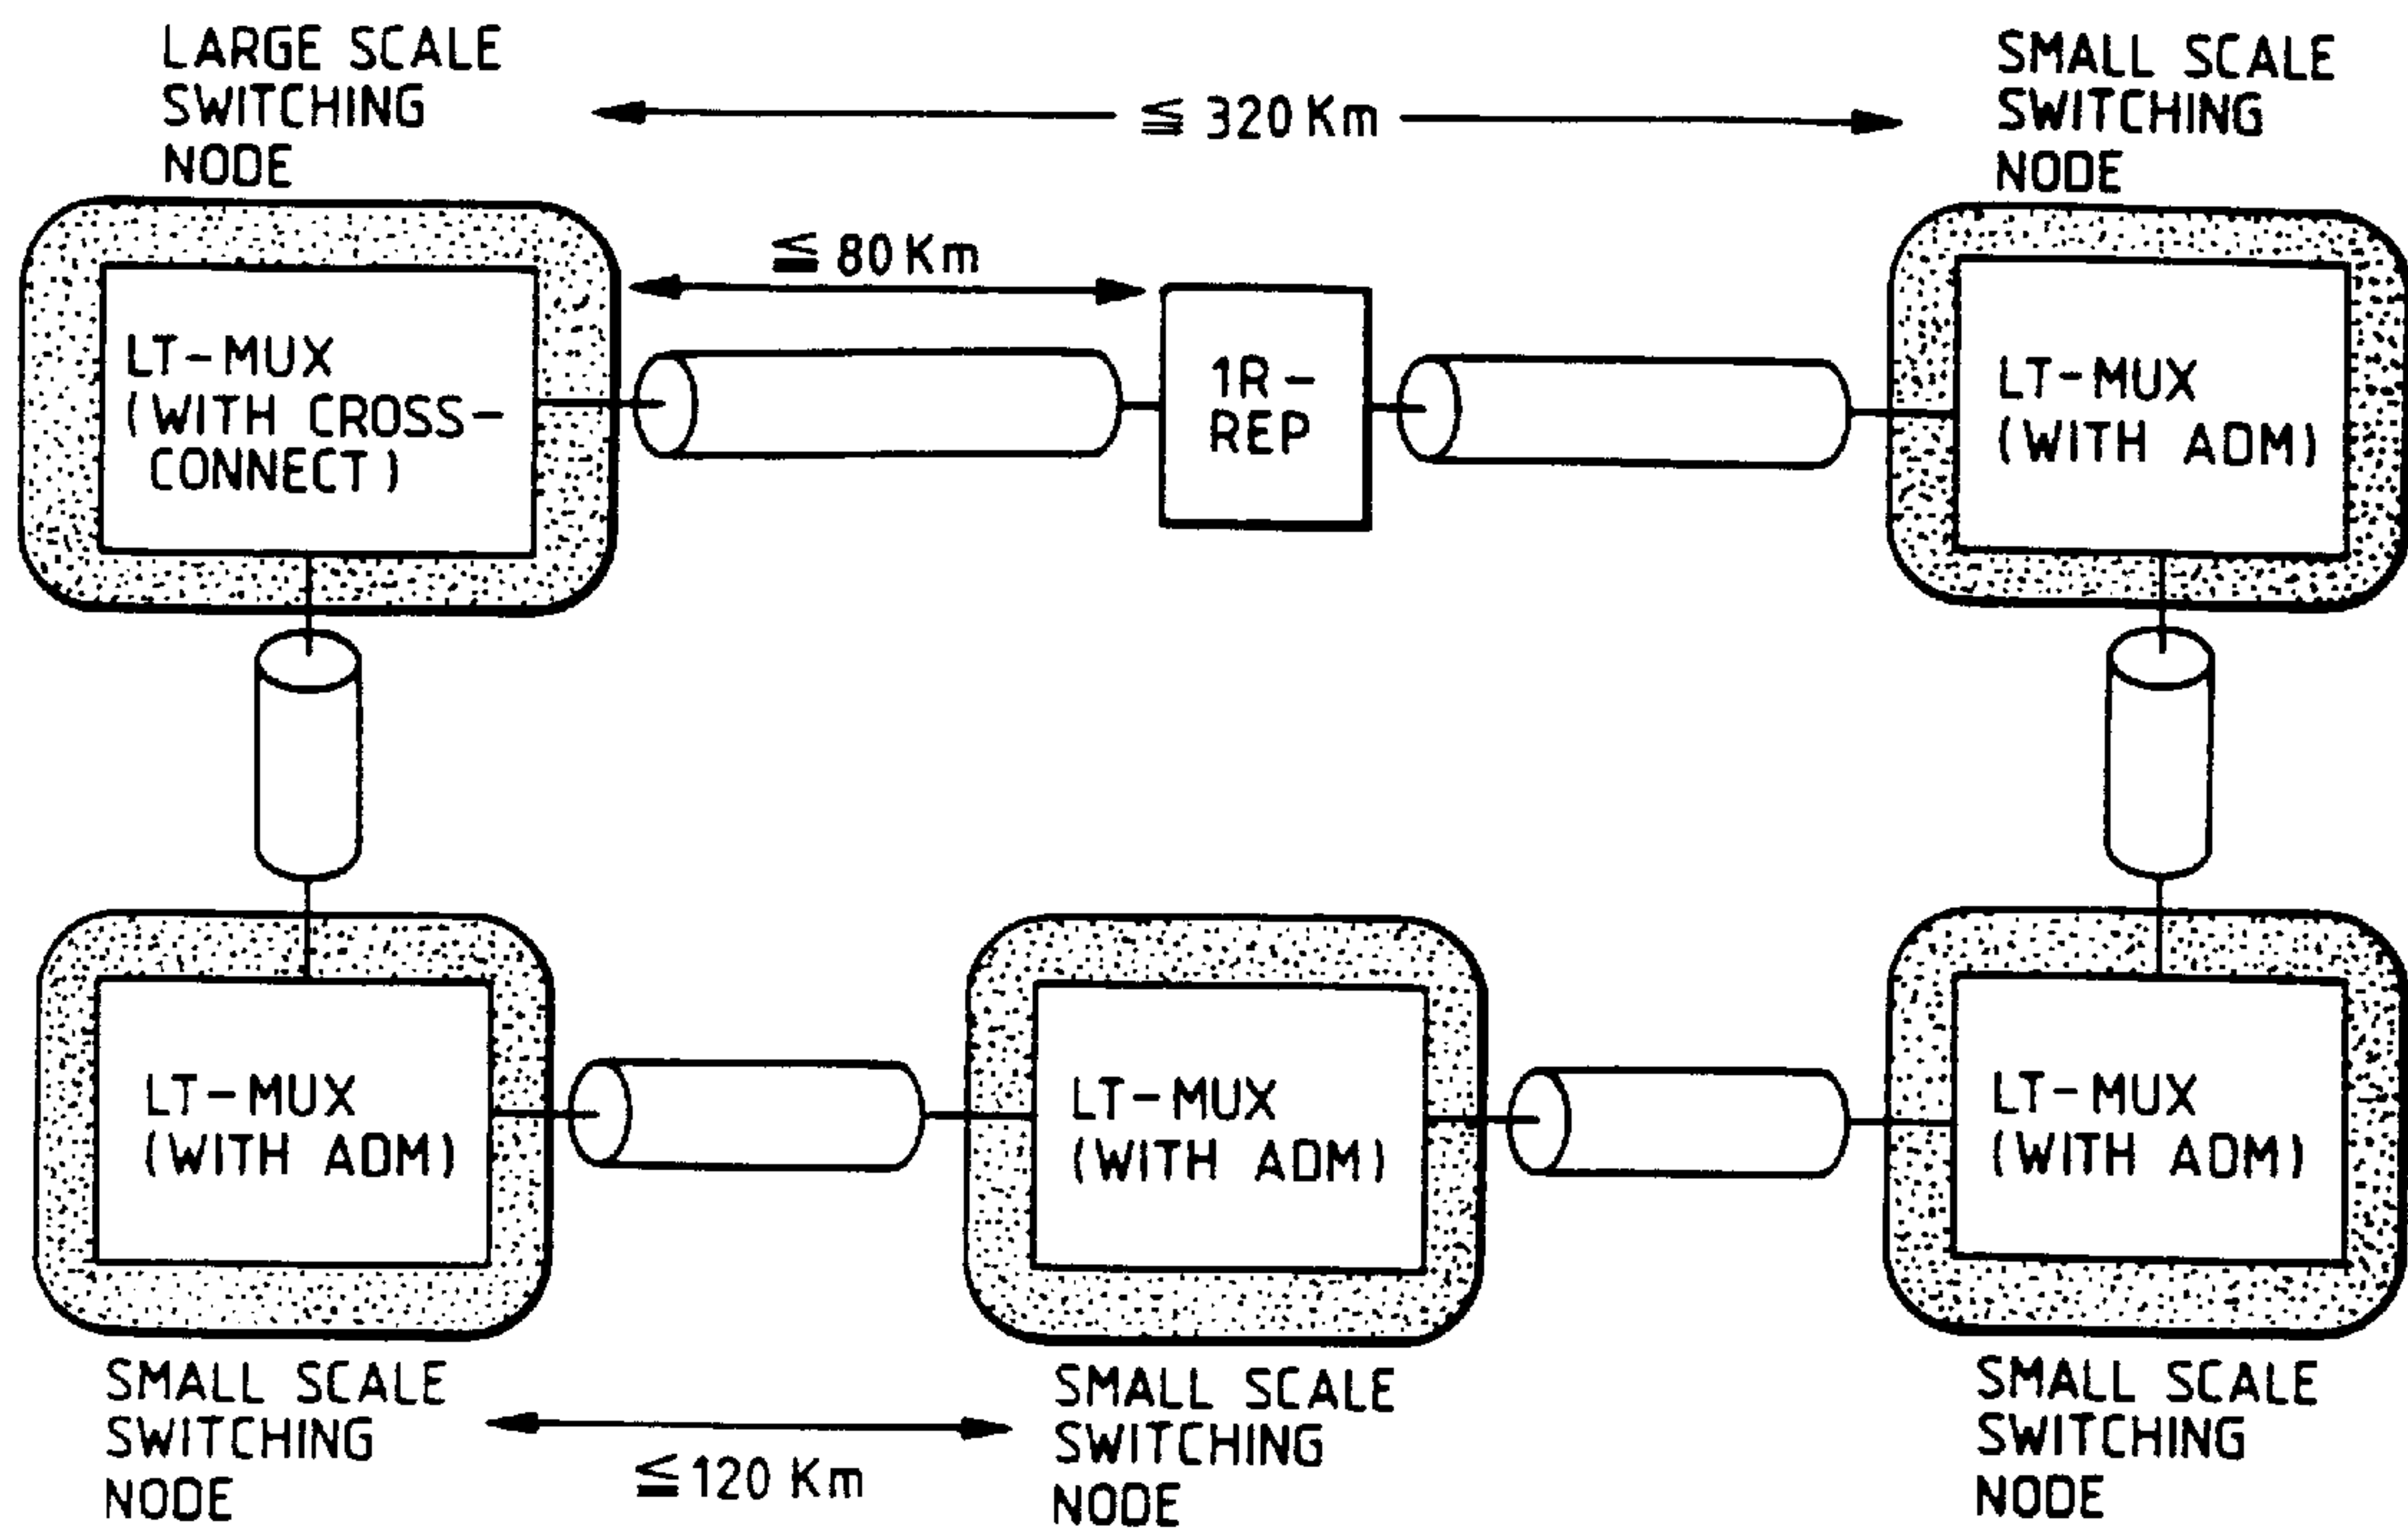 LARGE SCALE
SWITCHING
NODE
≦ 320 Km
SMALL SCALE
SWITCHING
NODE
≦ 80 Km
LT-MUX
(WITH CROSS-
CONNECT)
1R-
REP
LT-MUX
(WITH ADM)
LT-MUX
(WITH ADM)
LT-MUX
(WITH ADM)
LT-MUX
(WITH ADM)
SMALL SCALE
SWITCHING
NODE
≦ 120 Km
SMALL SCALE
SWITCHING
NODE
SMALL SCALE
SWITCHING
NODE